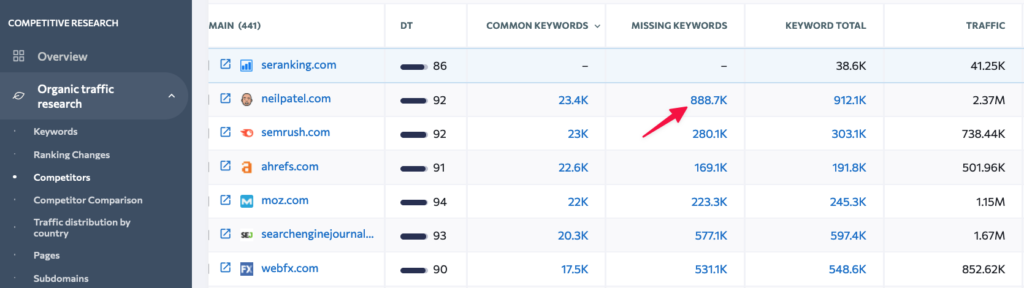 COMPETITIVE RESEARCH
Overview
Organic traffic
research
Keywords
Ranking Changes
Competitors
Competitor Comparison
Traffic distribution by
country
Pages
Subdomains
MAIN (441) DT COMMON KEYWORDS MISSING KEYWORDS KEYWORD TOTAL TRAFFIC
seranking.com 86 – – 38.6K 41.25K
neilpatel.com 92 23.4K 888.7K 912.1K 2.37M
semrush.com 92 23K 280.1K 303.1K 738.44K
ahrefs.com 91 22.6K 169.1K 191.8K 501.96K
moz.com 94 22K 223.3K 245.3K 1.15M
searchenginejournal... 93 20.3K 577.1K 597.4K 1.67M
webfx.com 90 17.5K 531.1K 548.6K 852.62K